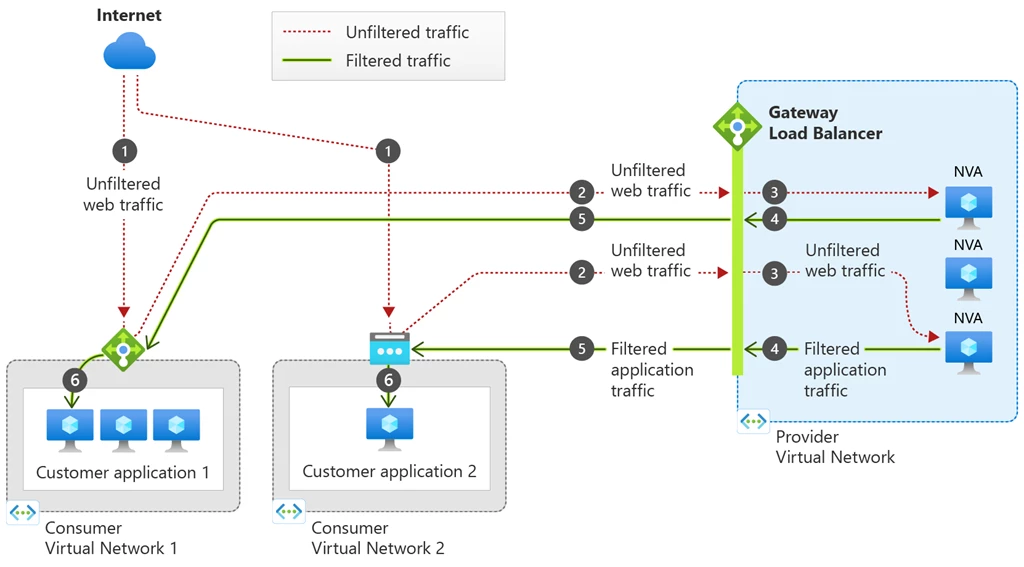 Internet
Unfiltered traffic
Filtered traffic
Gateway
Load Balancer
1
1
Unfiltered
web traffic
Unfiltered
web traffic
2
3
NVA
5
4
Unfiltered
web traffic
2
3
Unfiltered
web traffic
NVA
NVA
5
Filtered
application
traffic
4
Filtered
application
traffic
6
6
Customer application 1
Customer application 2
Provider
Virtual Network
Consumer
Virtual Network 1
Consumer
Virtual Network 2